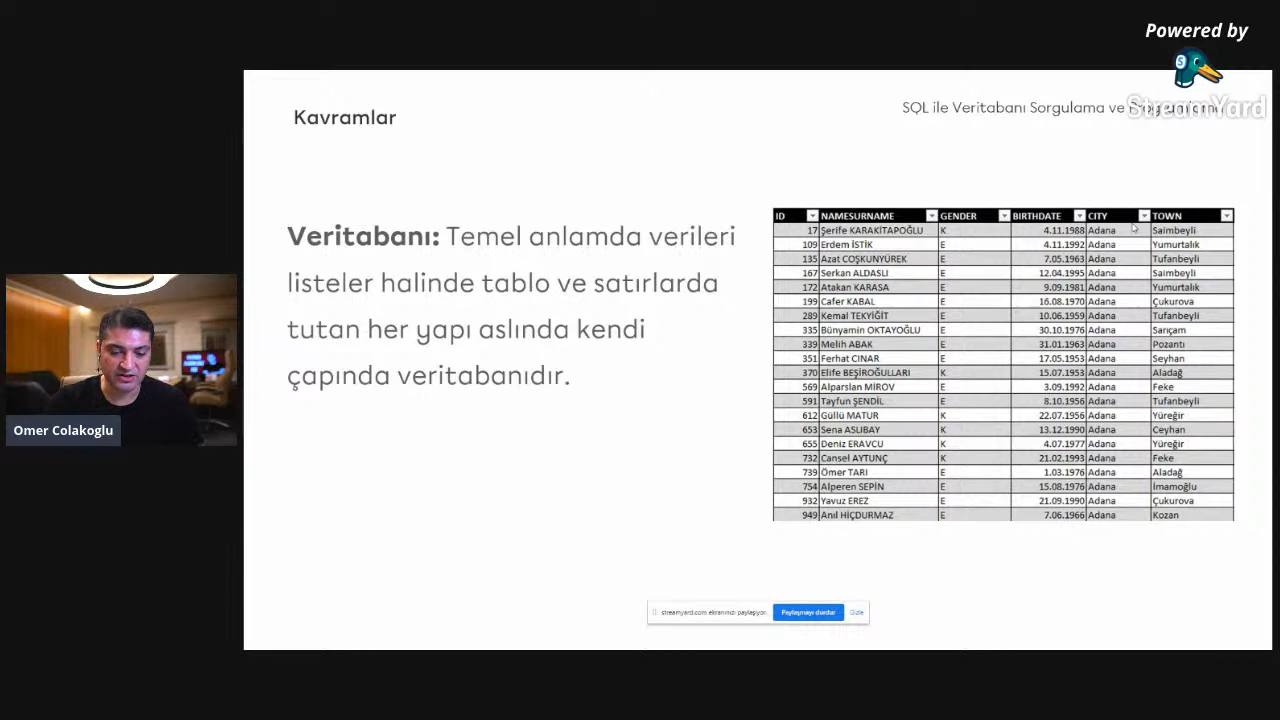 Powered by
StreamYard
Kavramlar
SQL ile Veritabanı Sorgulama ve Programlama
Veritabanı: Temel anlamda verileri
listeler halinde tablo ve satırlarda
tutan her yapı aslında kendi
çapında veritabanıdır.
ID NAMESURNAME GENDER BIRTHDATE CITY TOWN
17 Şerife KARAKİTAPOĞLU K 4.11.1988 Adana Saimbeyli
109 Erdem İSTİK E 4.11.1992 Adana Yumurtalık
135 Azat COŞKUNYÜREK E 7.05.1963 Adana Tufanbeyli
167 Serkan ALDASLI E 12.04.1995 Adana Saimbeyli
172 Atakan KARASA E 9.09.1981 Adana Yumurtalık
199 Cafer KABAL E 16.08.1970 Adana Çukurova
289 Kemal TEKYİĞİT E 10.06.1959 Adana Tufanbeyli
335 Bünyamin OKTAYOĞLU E 30.10.1976 Adana Sarıçam
339 Melih ABAK E 31.01.1963 Adana Pozantı
351 Ferhat CINAR E 17.05.1953 Adana Seyhan
370 Elife BEŞİROĞULLARI K 15.07.1953 Adana Aladağ
569 Alparslan MİROV E 3.09.1992 Adana Feke
591 Tayfun ŞENDİL E 8.10.1956 Adana Tufanbeyli
612 Güllü MATUR K 22.07.1956 Adana Yüreğir
653 Sena ASLIBAY K 13.12.1990 Adana Ceyhan
655 Deniz ERAVCU K 4.07.1977 Adana Yüreğir
732 Cansel AYTUNÇ K 21.02.1993 Adana Feke
739 Ömer TARI E 1.03.1976 Adana Aladağ
754 Alperen SEPİN E 15.08.1976 Adana İmamoğlu
932 Yavuz EREZ E 21.09.1990 Adana Çukurova
949 Anıl HİÇDURMAZ E 7.06.1966 Adana Kozan
Omer Colakoglu
streamyard.com ekranınızı paylaşıyor. Paylaşmayı durdur Gizle